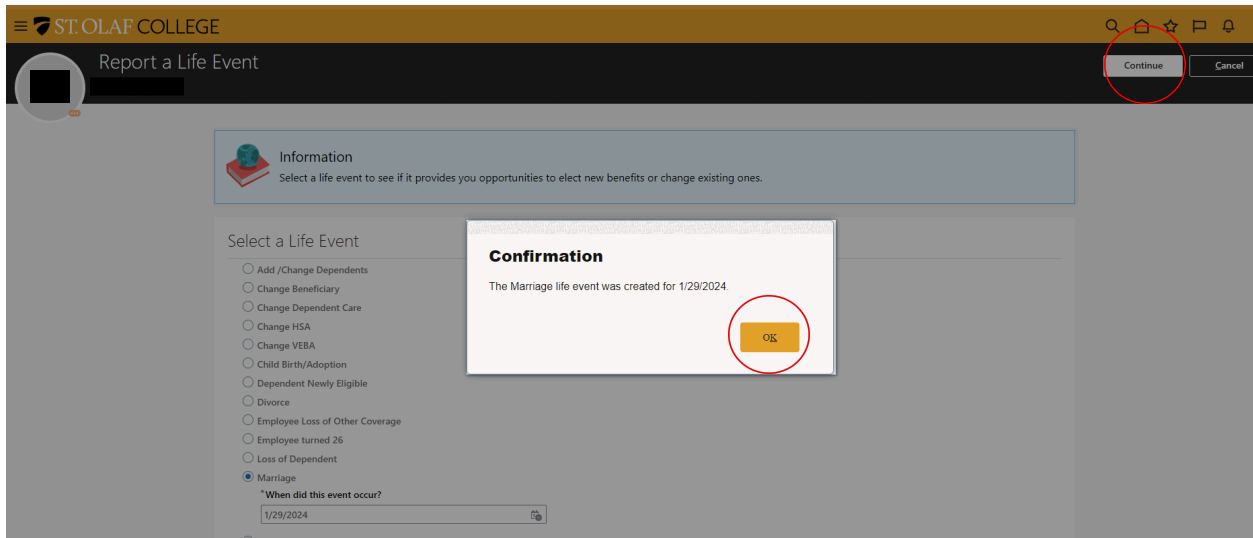 ST. OLAF COLLEGE
Report a Life Event
Continue
Cancel
Information
Select a life event to see if it provides you opportunities to elect new benefits or change existing ones.
Select a Life Event
Add /Change Dependents
Change Beneficiary
Change Dependent Care
Change HSA
Change VEBA
Child Birth/Adoption
Dependent Newly Eligible
Divorce
Employee Loss of Other Coverage
Employee turned 26
Loss of Dependent
Marriage
*When did this event occur?
1/29/2024
Confirmation
The Marriage life event was created for 1/29/2024.
OK